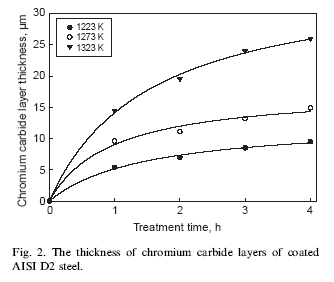 30
25
20
15
10
5
0
Chromium carbide layer thickness, µm
1223 K
1273 K
1323 K
0 1 2 3 4
Treatment time, h
Fig. 2. The thickness of chromium carbide layers of coated
AISI D2 steel.